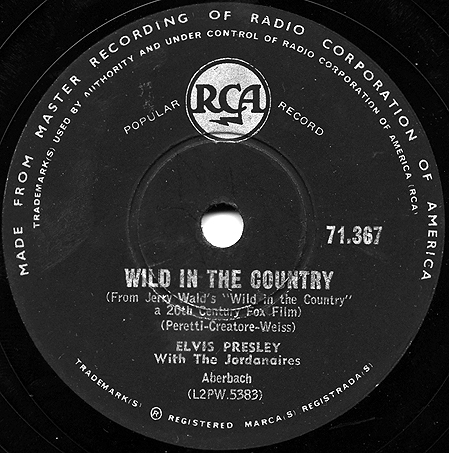 MADE FROM MASTER RECORDING OF RADIO CORPORATION OF AMERICA
TRADEMARK(S) USED BY AUTHORITY AND UNDER CONTROL OF RADIO CORPORATION OF AMERICA (RCA)
RCA
POPULAR RECORD
71.367
WILD IN THE COUNTRY
(From Jerry Wald's "Wild in the Country"
a 20th Century Fox Film)
(Peretti-Creatore-Weiss)
ELVIS PRESLEY
With The Jordanaires
Aberbach
(L2PW.5383)
TRADEMARK(S) ® REGISTERED MARCA(S) REGISTRADA(S)